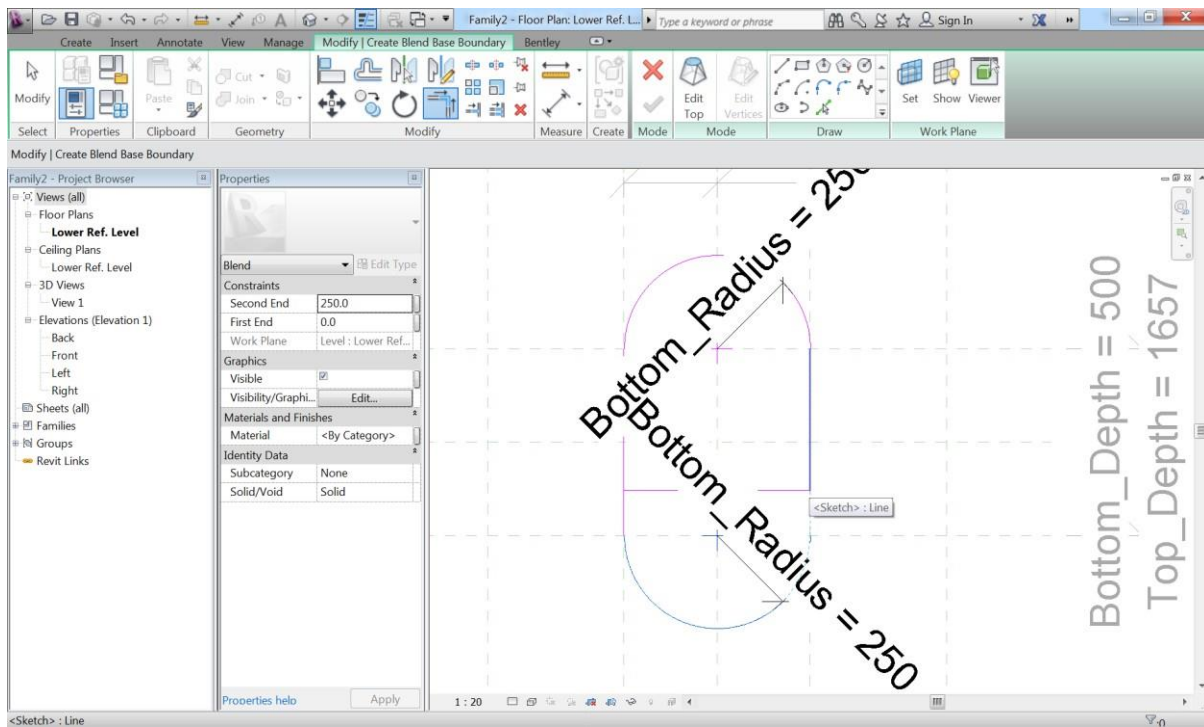 Family2 - Floor Plan: Lower Ref. L...
Type a keyword or phrase
Sign In
Create Insert Annotate View Manage Modify | Create Blend Base Boundary Bentley
Modify
Paste
Cut
Join
Edit Top
Edit Vertices
Set Show Viewer
Select Properties Clipboard Geometry Modify Measure Create Mode Mode Draw Work Plane
Modify | Create Blend Base Boundary
Family2 - Project Browser
Views (all)
Floor Plans
Lower Ref. Level
Ceiling Plans
Lower Ref. Level
3D Views
View 1
Elevations (Elevation 1)
Back
Front
Left
Right
Sheets (all)
Families
Groups
Revit Links
Properties
Blend
Edit Type
Constraints
Second End 250.0
First End 0.0
Work Plane Level : Lower Ref...
Graphics
Visible
Visibility/Graphi... Edit...
Materials and Finishes
Material <By Category>
Identity Data
Subcategory None
Solid/Void Solid
Properties help
Apply
Bottom_Radius = 250
Bottom_Radius = 250
<Sketch> : Line
Bottom_Depth = 500
Top_Depth = 1657
1 : 20
<Sketch> : Line
:0